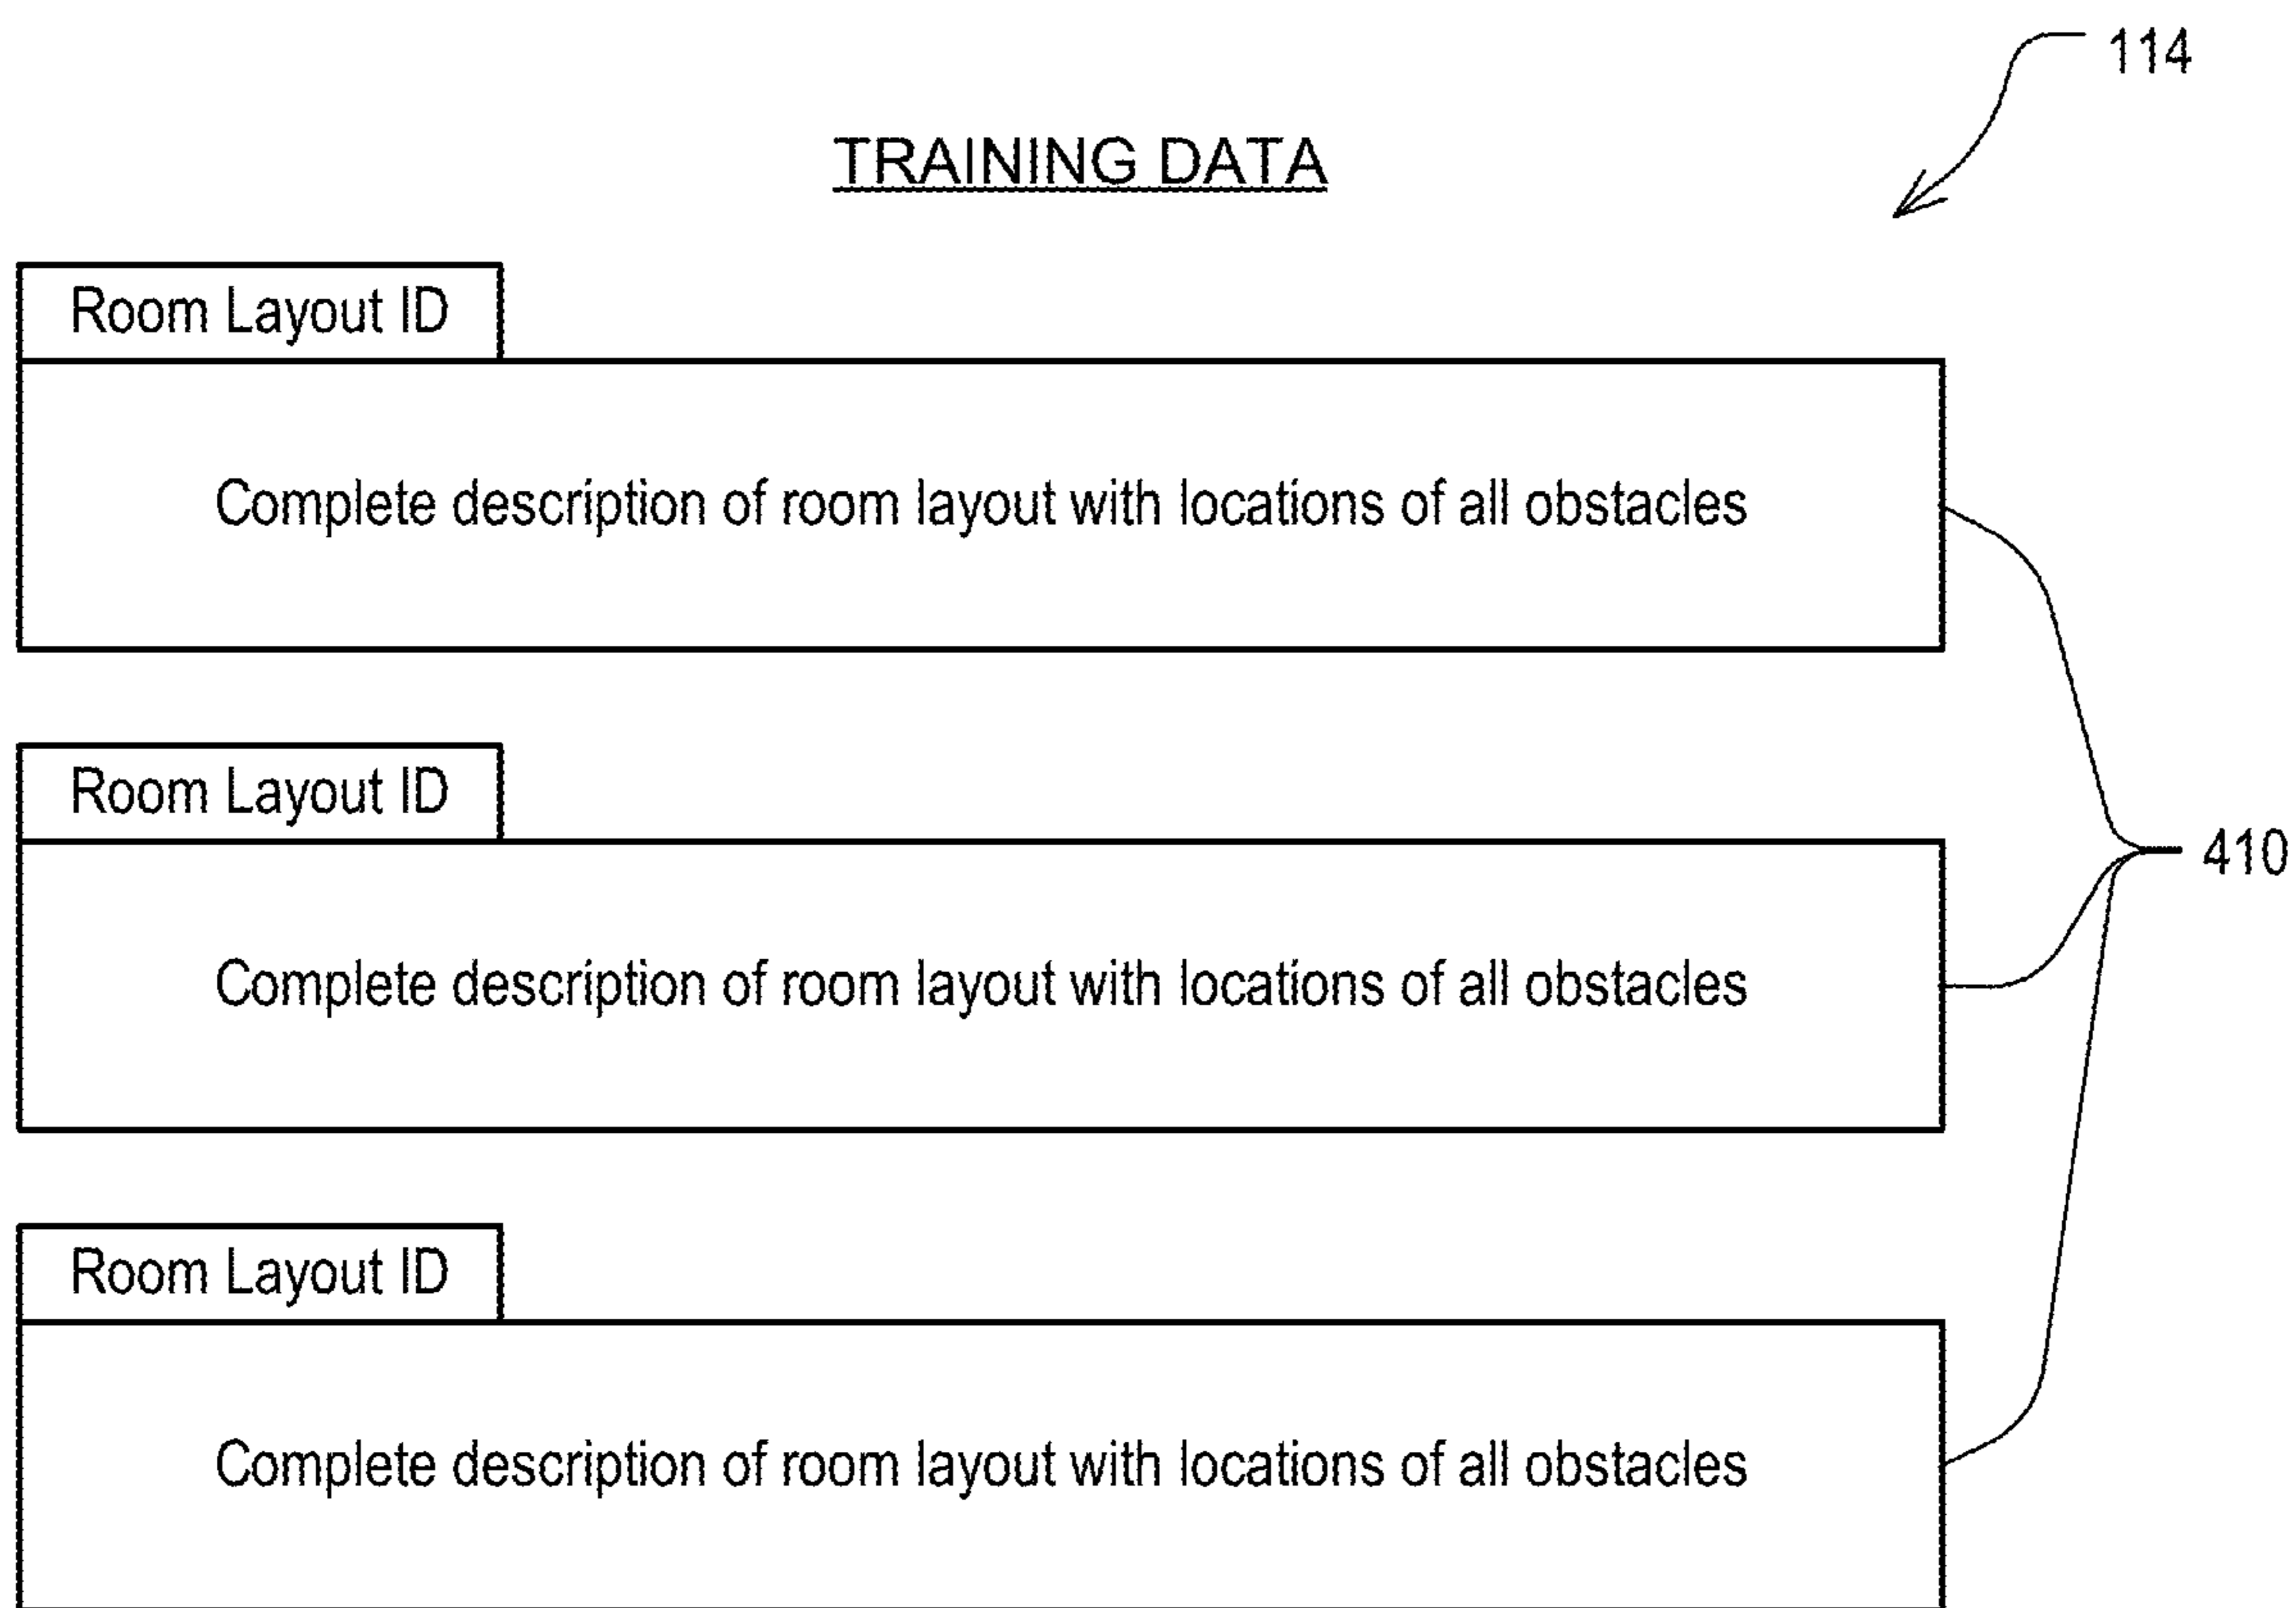 114
TRAINING DATA
Room Layout ID
Complete description of room layout with locations of all obstacles
Room Layout ID
410
Complete description of room layout with locations of all obstacles
Room Layout ID
Complete description of room layout with locations of all obstacles